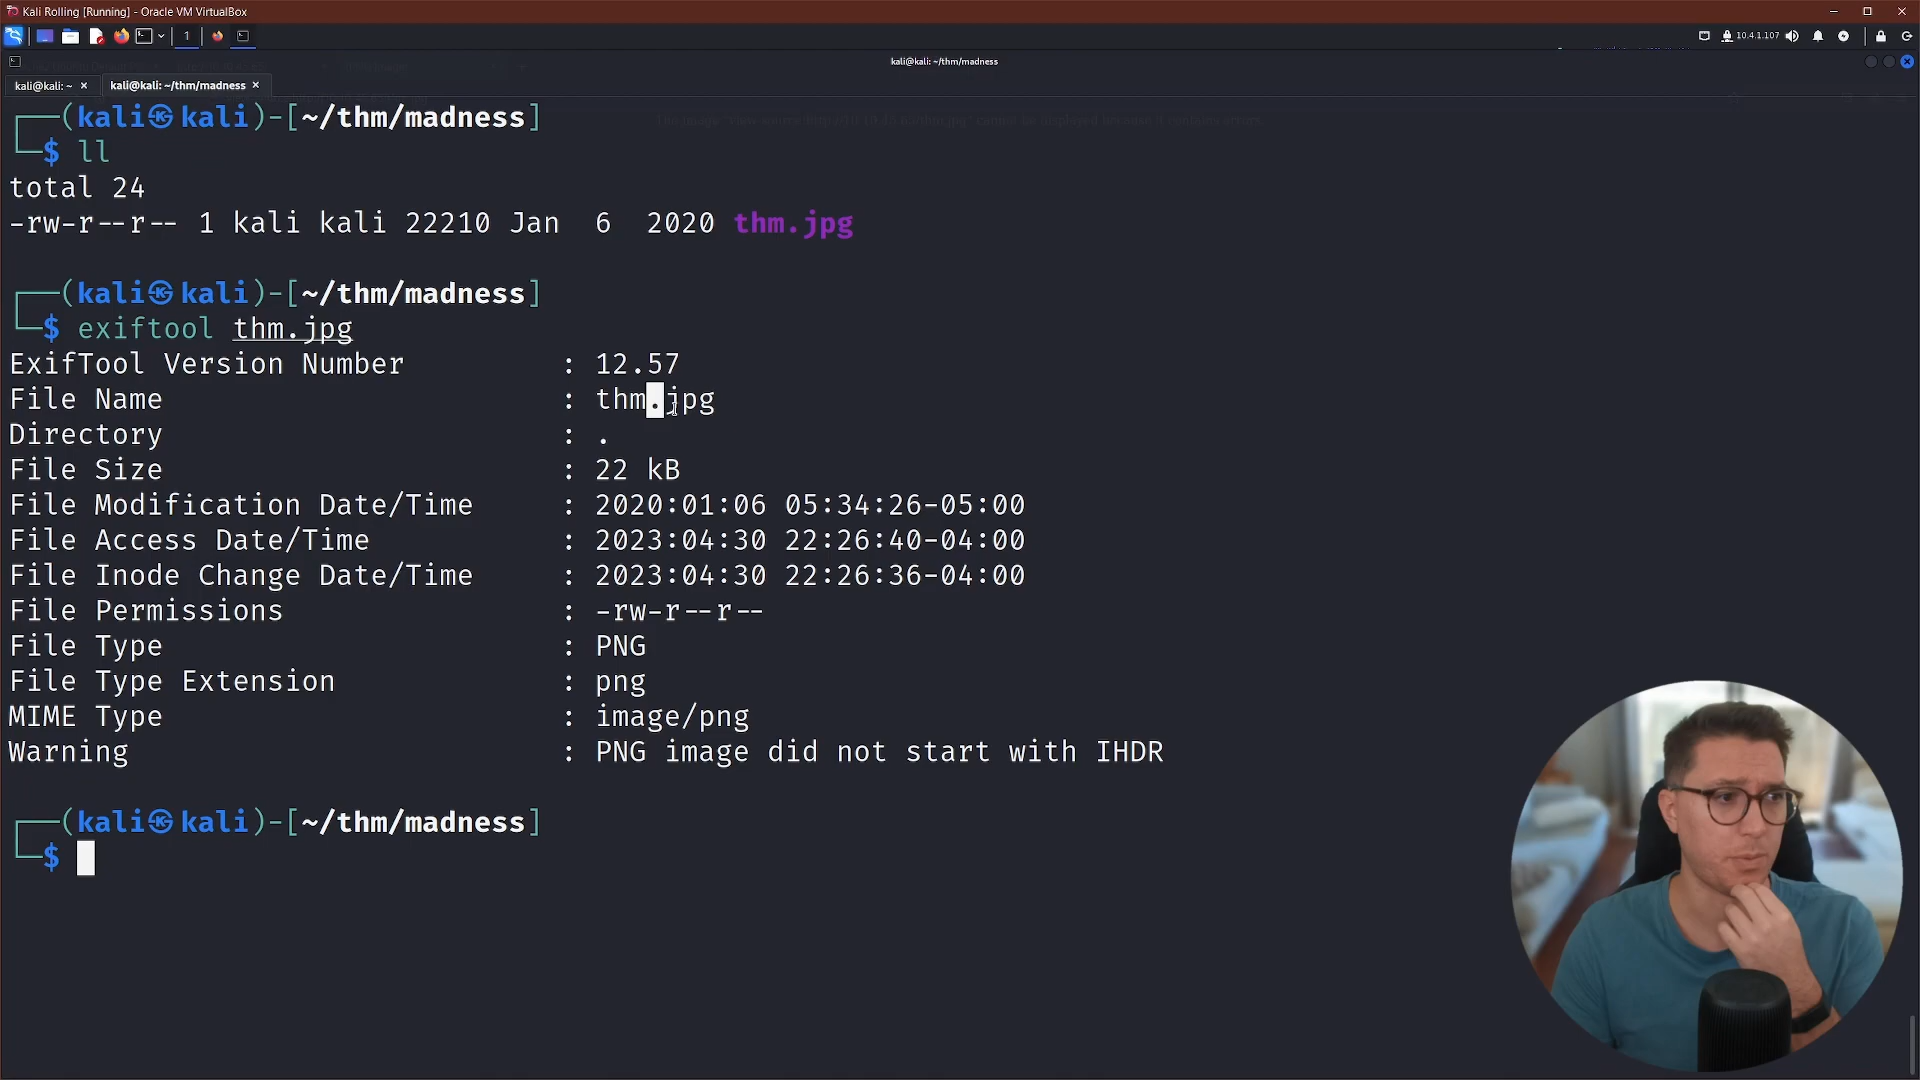 Kali Rolling [Running] - Oracle VM VirtualBox
1
10.4.1.107
kali@kali: ~/thm/madness
kali@kali: ~ ×
kali@kali: ~/thm/madness ×
┌──(kali㉿kali)-[~/thm/madness]
└─$ ll
total 24
-rw-r--r-- 1 kali kali 22210 Jan  6  2020 thm.jpg
┌──(kali㉿kali)-[~/thm/madness]
└─$ exiftool thm.jpg
ExifTool Version Number : 12.57
File Name : thm.jpg
Directory : .
File Size : 22 kB
File Modification Date/Time : 2020:01:06 05:34:26-05:00
File Access Date/Time : 2023:04:30 22:26:40-04:00
File Inode Change Date/Time : 2023:04:30 22:26:36-04:00
File Permissions : -rw-r--r--
File Type : PNG
File Type Extension : png
MIME Type : image/png
Warning : PNG image did not start with IHDR
┌──(kali㉿kali)-[~/thm/madness]
└─$